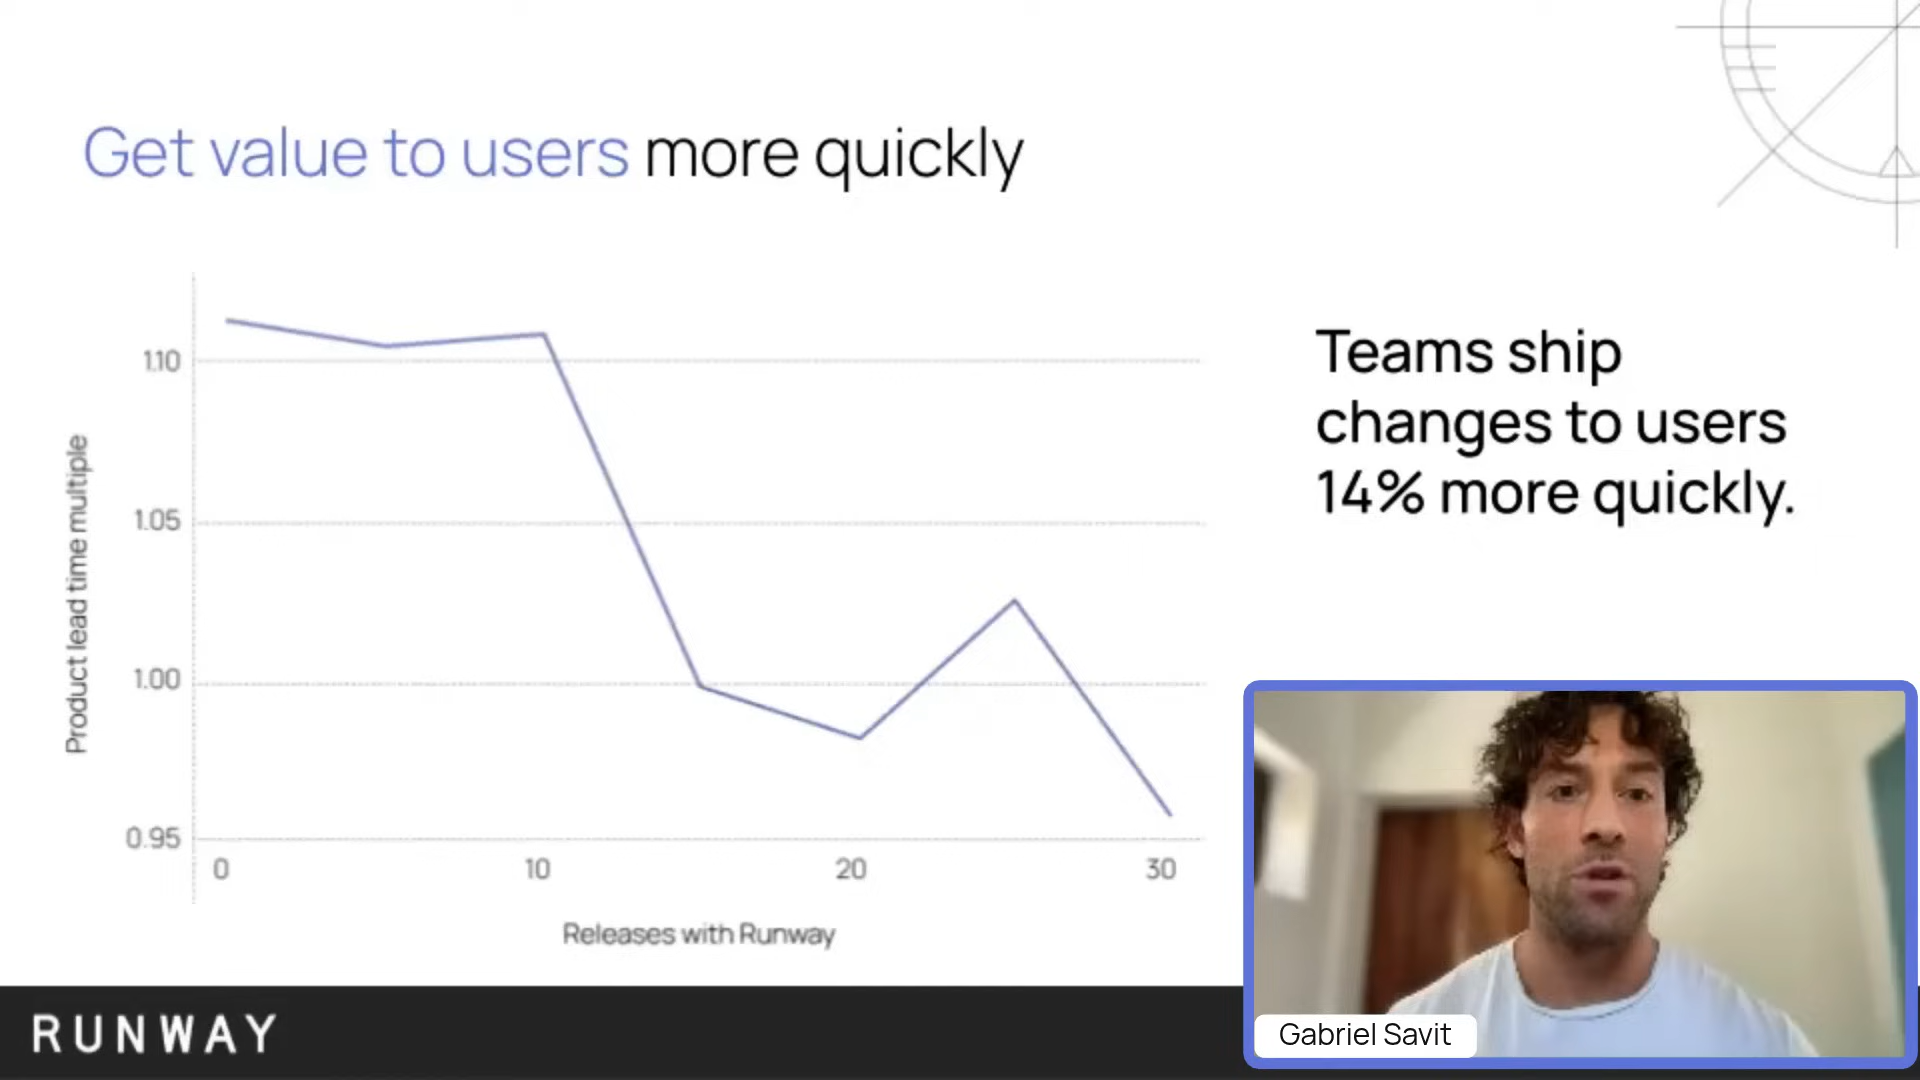 Get value to users more quickly
Product lead time multiple
1.10
1.05
1.00
0.95
0 10 20 30
Releases with Runway
Teams ship
changes to users
14% more quickly.
RUNWAY
Gabriel Savit